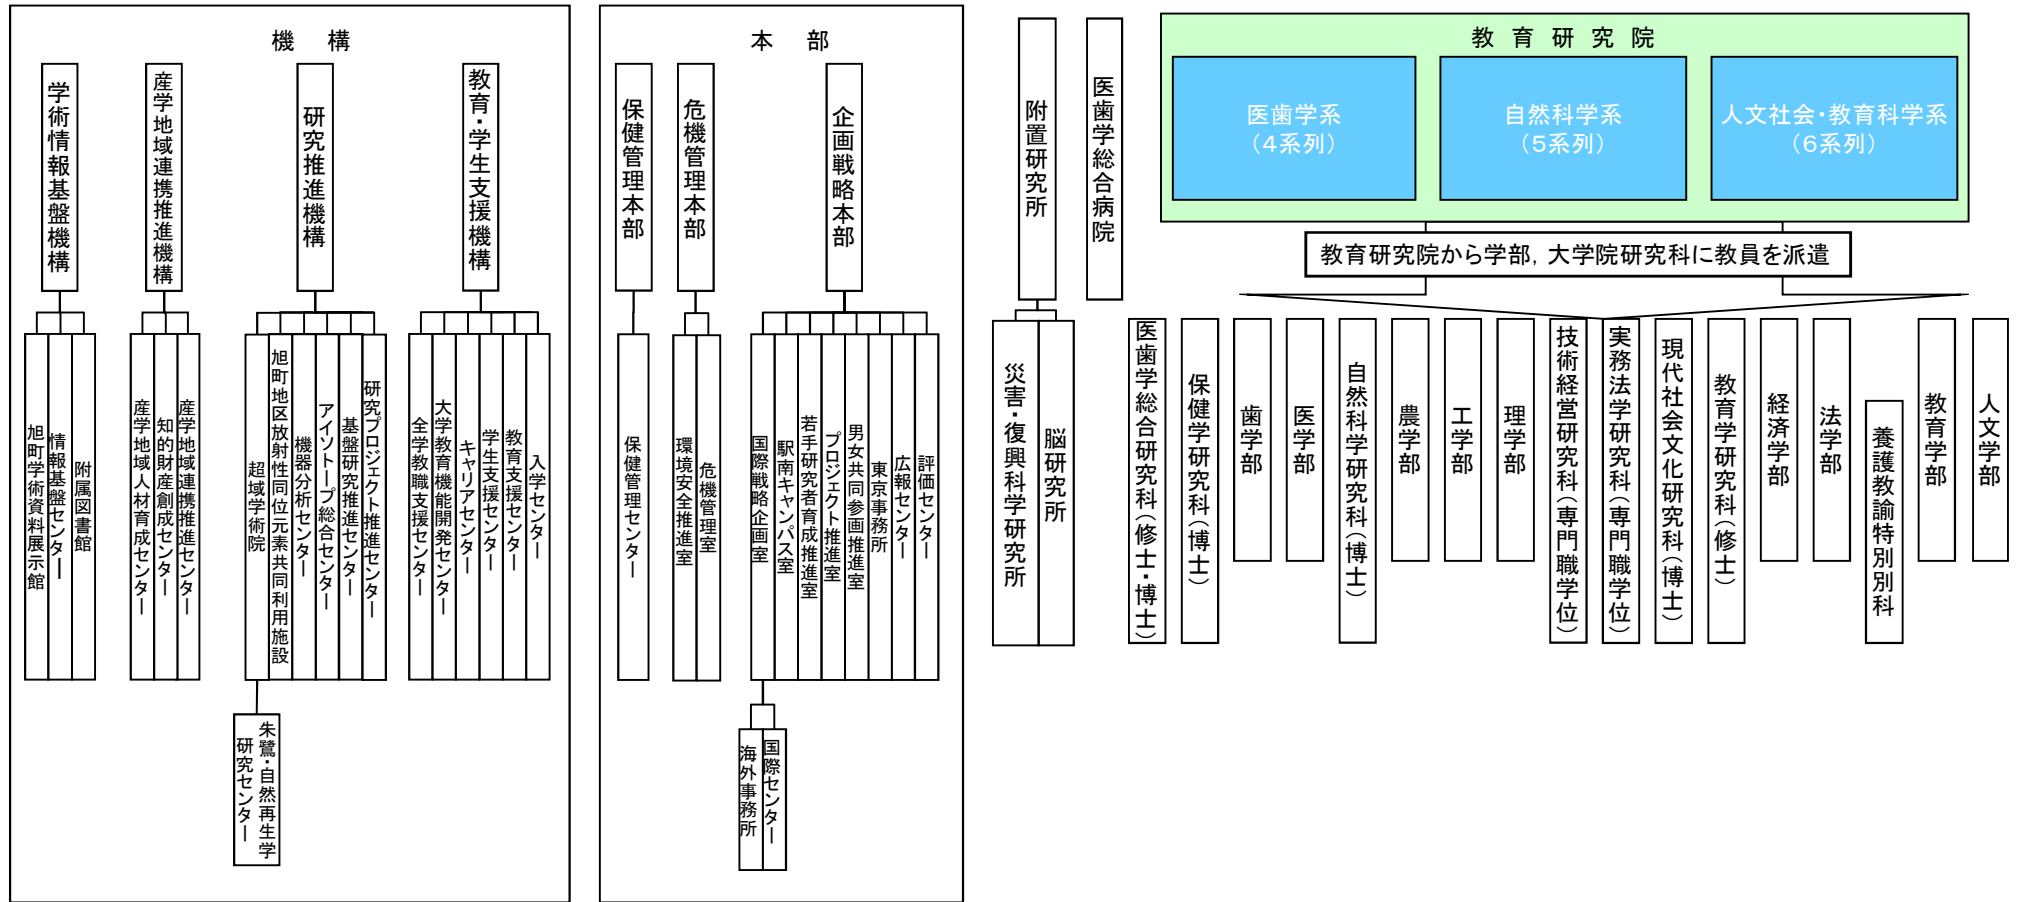 機　構
学術情報基盤機構
産学地域連携推進機構
研究推進機構
教育・学生支援機構
旭町学術資料展示館
情報基盤センター
附属図書館
産学地域人材育成センター
知的財産創成センター
産学地域連携推進センター
超域学術院
旭町地区放射性同位元素共同利用施設
機器分析センター
アイソトープ総合センター
基盤研究推進センター
研究プロジェクト推進センター
全学教職支援センター
大学教育機能開発センター
キャリアセンター
学生支援センター
教育支援センター
入学センター
朱鷺・自然再生学
研究センター
本　部
保健管理本部
危機管理本部
企画戦略本部
保健管理センター
環境安全推進室
危機管理室
国際戦略企画室
駅南キャンパス室
若手研究者育成推進室
プロジェクト推進室
男女共同参画推進室
東京事務所
広報センター
評価センター
海外事務所
国際センター
附置研究所
医歯学総合病院
災害・復興科学研究所
脳研究所
教 育 研 究 院
医歯学系
（4系列）
自然科学系
（5系列）
人文社会・教育科学系
（6系列）
教育研究院から学部，大学院研究科に教員を派遣
医歯学総合研究科（修士・博士）
保健学研究科（博士）
歯学部
医学部
自然科学研究科（博士）
農学部
工学部
理学部
技術経営研究科（専門職学位）
実務法学研究科（専門職学位）
現代社会文化研究科（博士）
教育学研究科（修士）
経済学部
法学部
養護教諭特別別科
教育学部
人文学部